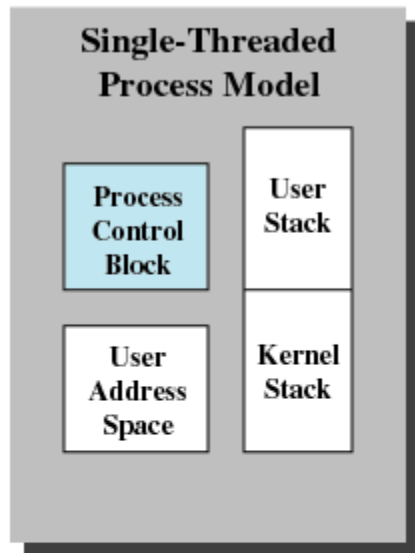 Single-Threaded
Process Model
Process
Control
Block
User
Stack
User
Address
Space
Kernel
Stack